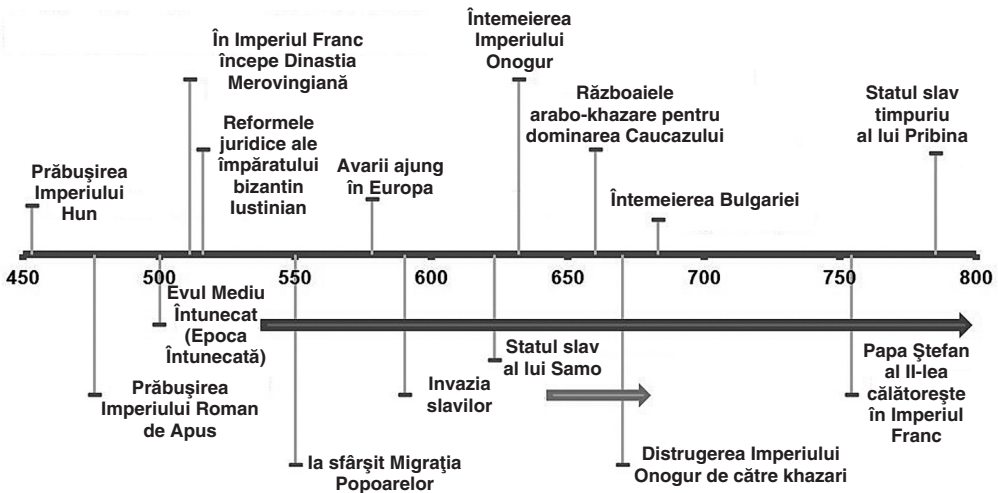 Întemeierea
Imperiului
Onogur
În Imperiul Franc
începe Dinastia
Merovingiană
Războaiele
arabo-khazare pentru
dominarea Caucazului
Statul slav
timpuriu
al lui Pribina
Reformele
juridice ale
împăratului
bizantin
Iustinian
Avarii ajung
în Europa
Prăbuşirea
Imperiului
Hun
Întemeierea Bulgariei
450 500 550 600 650 700 750 800
Evul Mediu
Întunecat
(Epoca
Întunecată)
Statul slav
al lui Samo
Papa Ştefan
al II-lea
călătoreşte
în Imperiul
Franc
Prăbuşirea
Imperiului Roman
de Apus
Invazia
slavilor
la sfârşit Migraţia
Popoarelor
Distrugerea Imperiului
Onogur de către khazari